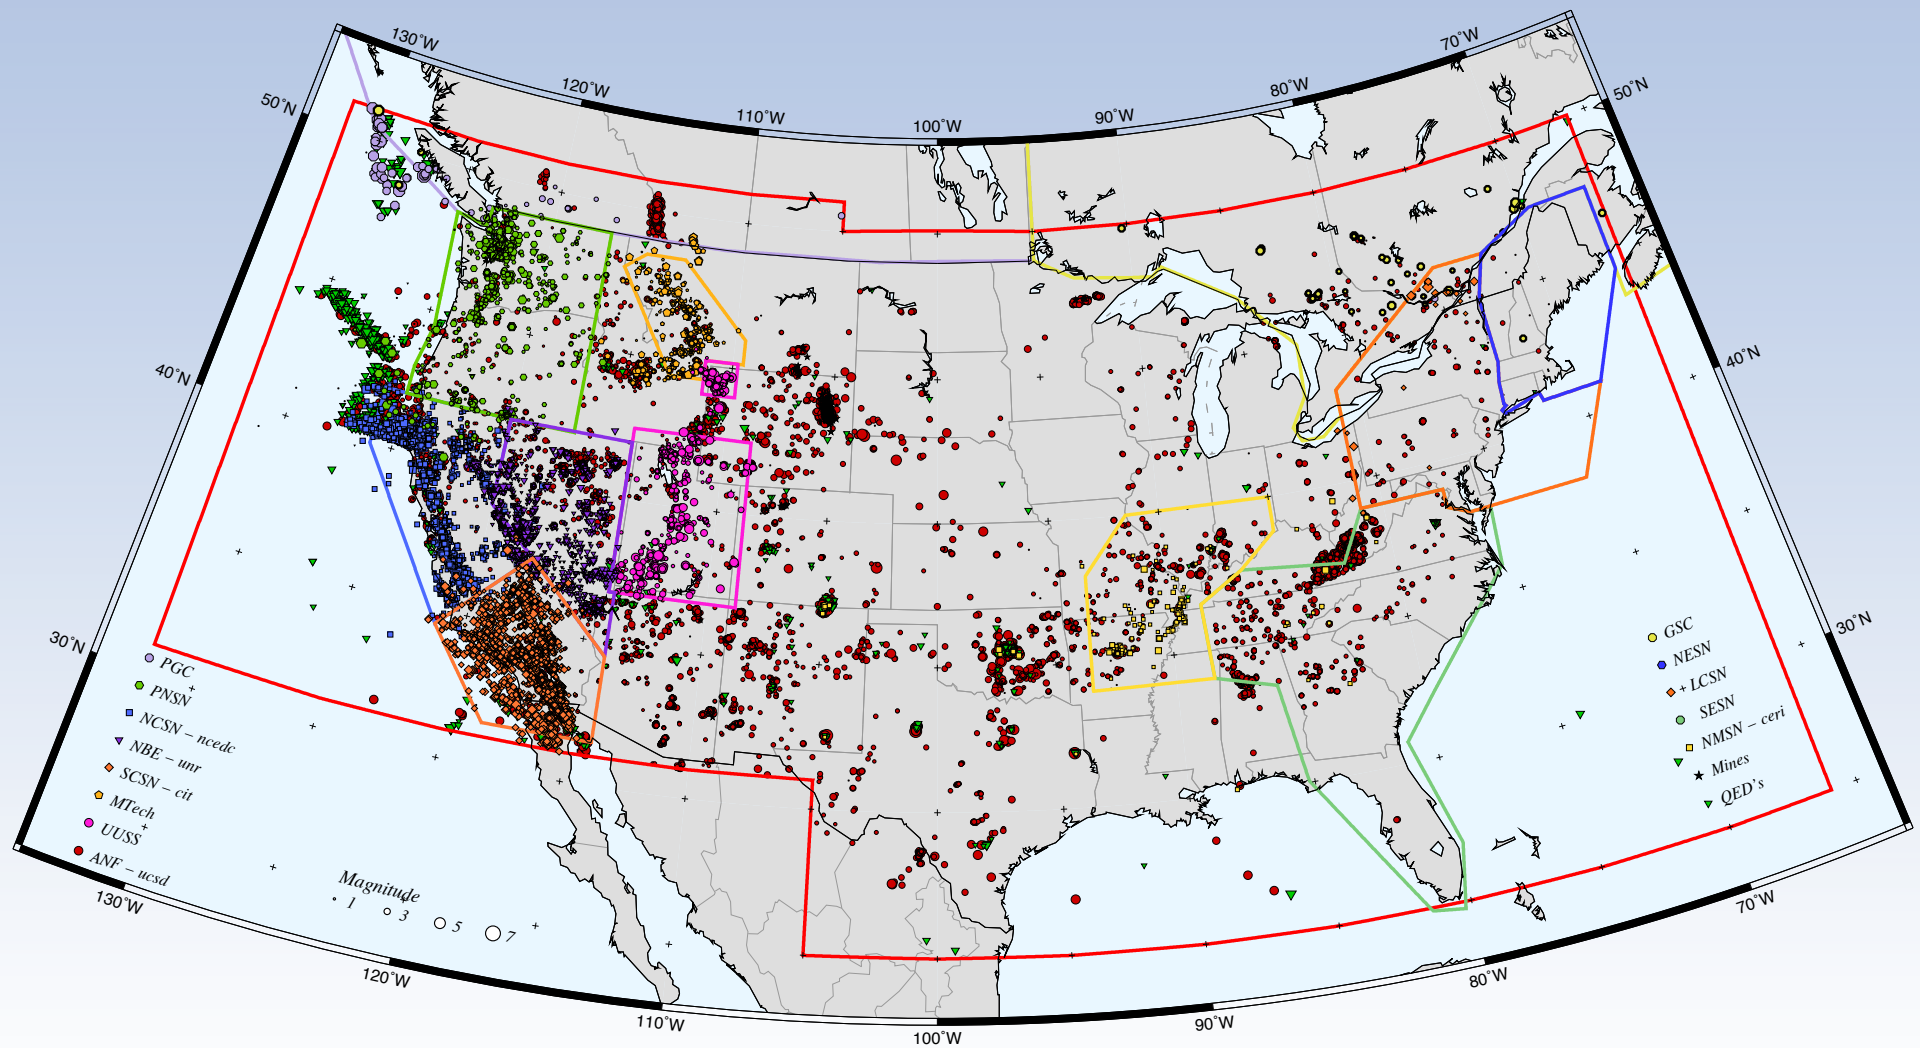 130˚W
120˚W
110˚W
100˚W
90˚W
80˚W
70˚W
50˚N
50˚N
40˚N
40˚N
30˚N
30˚N
PGC
PNSN
NCSN – ncedc
NBE – unr
SCSN – cit
MTech
UUSS
ANF – ucsd
GSC
NESN
+ LCSN
SESN
NMSN – ceri
Mines
QED`s
Magnitude
1 3 5 7
130˚W
120˚W
110˚W
100˚W
90˚W
80˚W
70˚W